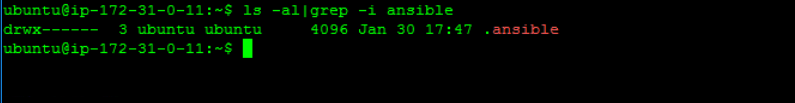 ubuntu@ip-172-31-0-11:~$ ls -al|grep -i ansible
drwx------  3 ubuntu ubuntu     4096 Jan 30 17:47 .ansible
ubuntu@ip-172-31-0-11:~$